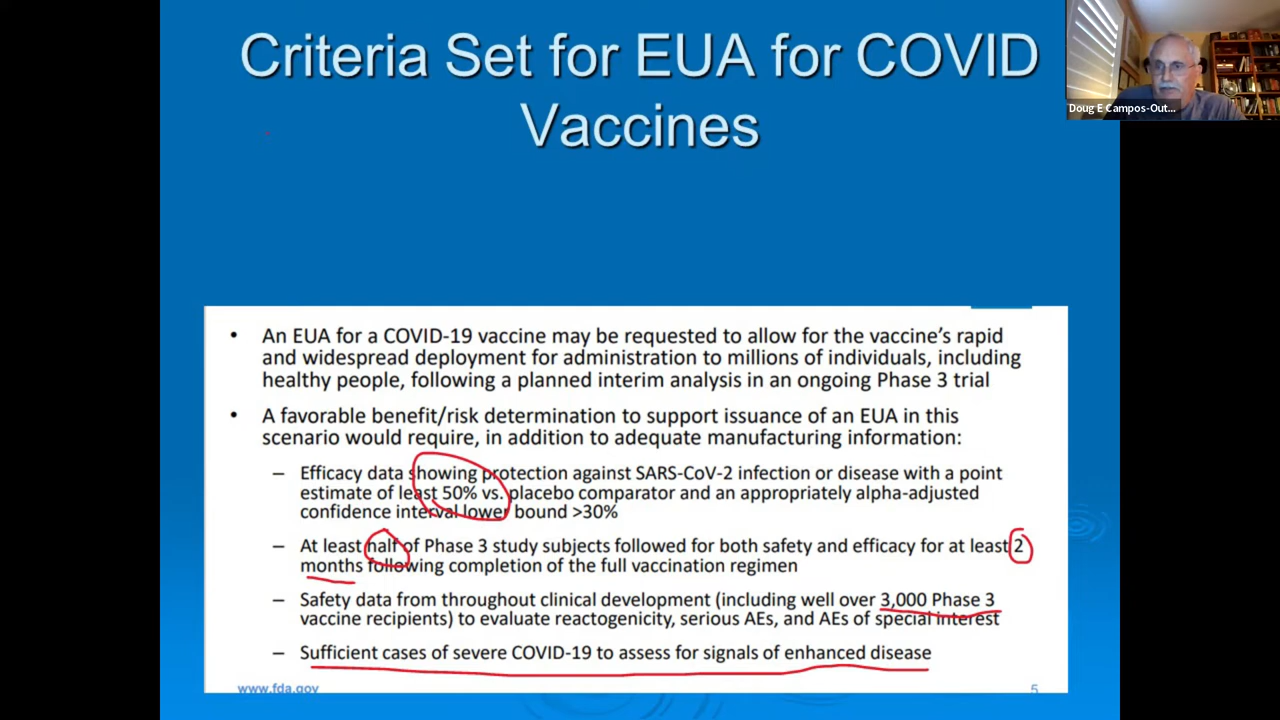 Criteria Set for EUA for COVID
Vaccines
Doug E Campos-Out...
• An EUA for a COVID-19 vaccine may be requested to allow for the vaccine's rapid
and widespread deployment for administration to millions of individuals, including
healthy people, following a planned interim analysis in an ongoing Phase 3 trial
• A favorable benefit/risk determination to support issuance of an EUA in this
scenario would require, in addition to adequate manufacturing information:
– Efficacy data showing protection against SARS-CoV-2 infection or disease with a point
estimate of least 50% vs. placebo comparator and an appropriately alpha-adjusted
confidence interval lower bound >30%
– At least half of Phase 3 study subjects followed for both safety and efficacy for at least 2
months following completion of the full vaccination regimen
– Safety data from throughout clinical development (including well over 3,000 Phase 3
vaccine recipients) to evaluate reactogenicity, serious AEs, and AEs of special interest
– Sufficient cases of severe COVID-19 to assess for signals of enhanced disease
www.fda.gov
5